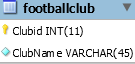 footballclub
Clubid INT(11)
ClubName VARCHAR(45)